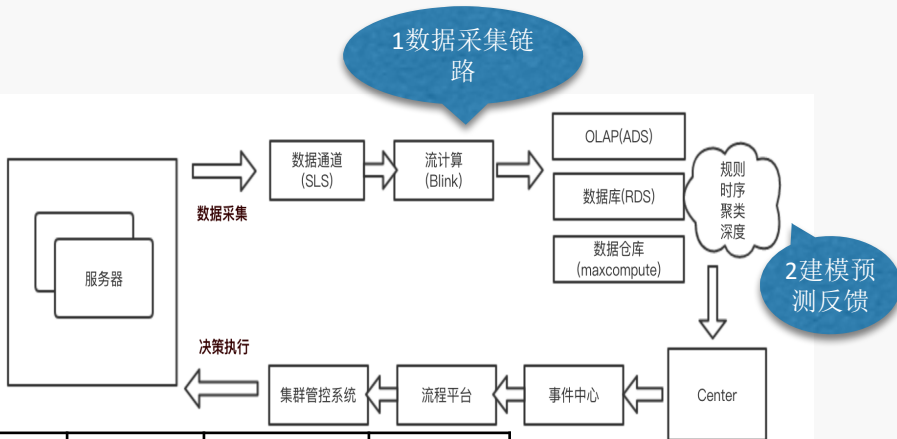 1数据采集链
路
OLAP(ADS)
数据通道
(SLS)
流计算
(Blink)
规则
时序
聚类
深度
数据库(RDS)
数据采集
服务器
数据仓库
(maxcompute)
2建模预
测反馈
决策执行
集群管控系统
流程平台
事件中心
Center